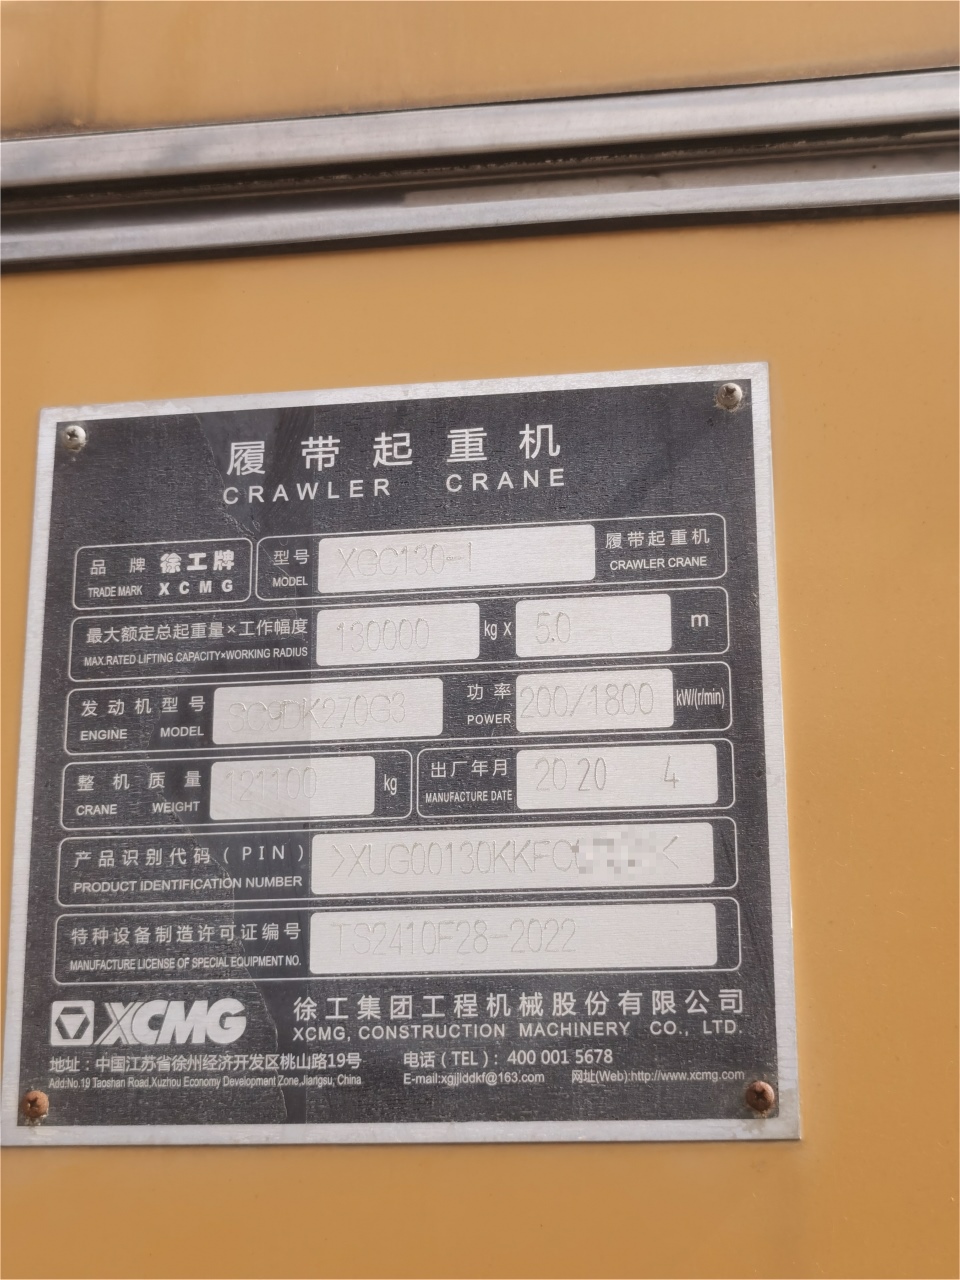 履带起重机
CRAWLER CRANE
品牌 徐工牌 型号 XGC130-I 履带起重机
TRADE MARK XCMG MODEL CRAWLER CRANE
最大额定总起重量×工作幅度 130000 kg X 5.0 m
MAX.RATED LIFTING CAPACITY×WORKING RADIUS
发动机型号 SC9DK270G3 功率 200/1800 kW/(r/min)
ENGINE MODEL POWER
整机质量 121100 kg 出厂年月 2020 4
CRANE WEIGHT MANUFACTURE DATE
产品识别代码(PIN) >XUG00130KKFC
PRODUCT IDENTIFICATION NUMBER
特种设备制造许可证编号 TS2410F28-2022
MANUFACTURE LICENSE OF SPECIAL EQUIPMENT NO.
XCMG 徐工集团工程机械股份有限公司
XCMG, CONSTRUCTION MACHINERY CO., LTD.
地址：中国江苏省徐州经济开发区桃山路19号 电话（TEL）：400 001 5678
Add:No.19 Taoshan Road,Xuzhou Economy Development Zone,Jiangsu, China E-mail:xgjjlddkf@163.com 网址(Web):http://www.xcmg.com